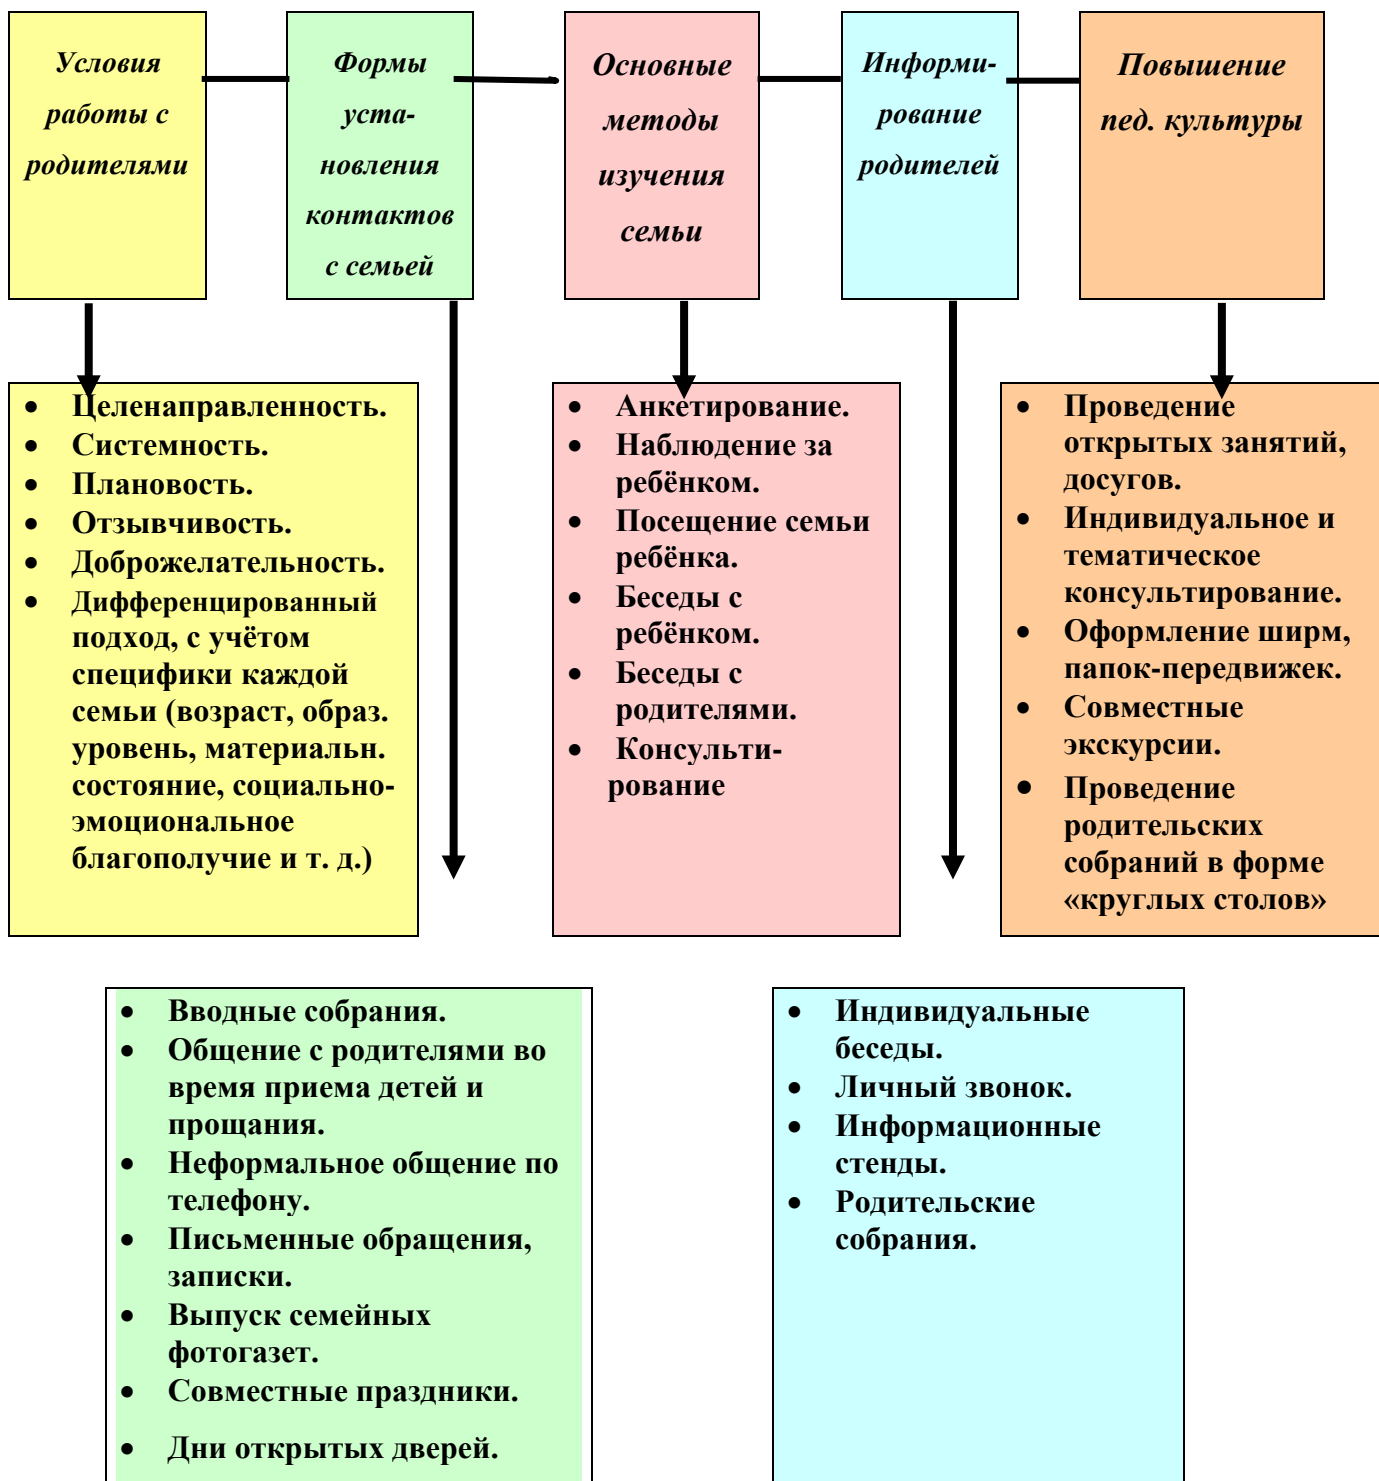 Условия
работы с
родителями
Формы
уста-
новления
контактов
с семьей
Основные
методы
изучения
семьи
Информи-
рование
родителей
Повышение
пед. культуры
• Целенаправленность.
• Системность.
• Плановость.
• Отзывчивость.
• Доброжелательность.
• Дифференцированный
подход, с учётом
специфики каждой
семьи (возраст, образ.
уровень, материальн.
состояние, социально-
эмоциональное
благополучие и т. д.)
• Анкетирование.
• Наблюдение за
ребёнком.
• Посещение семьи
ребёнка.
• Беседы с
ребёнком.
• Беседы с
родителями.
• Консульти-
рование
• Проведение
открытых занятий,
досугов.
• Индивидуальное и
тематическое
консультирование.
• Оформление ширм,
папок-передвижек.
• Совместные
экскурсии.
• Проведение
родительских
собраний в форме
«круглых столов»
• Вводные собрания.
• Общение с родителями во
время приема детей и
прощания.
• Неформальное общение по
телефону.
• Письменные обращения,
записки.
• Выпуск семейных
фотогазет.
• Совместные праздники.
• Дни открытых дверей.
• Индивидуальные
беседы.
• Личный звонок.
• Информационные
стенды.
• Родительские
собрания.